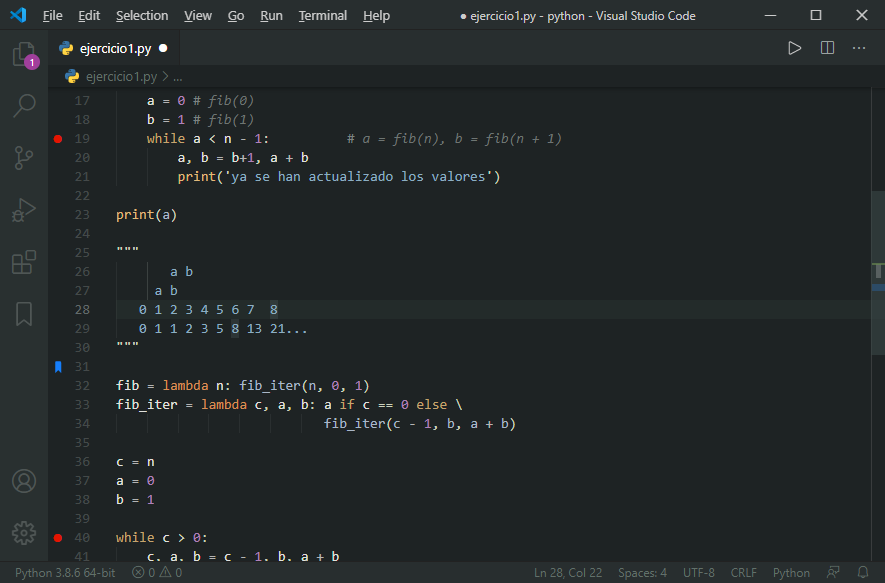 File Edit Selection View Go Run Terminal Help ● ejercicio1.py - python - Visual Studio Code
1
ejercicio1.py ●
ejercicio1.py > ...
17 a = 0 # fib(0)
18 b = 1 # fib(1)
19 while a < n - 1: # a = fib(n), b = fib(n + 1)
20 a, b = b+1, a + b
21 print('ya se han actualizado los valores')
22
23 print(a)
24
25 """
26 a b
27 a b
28 0 1 2 3 4 5 6 7 8
29 0 1 1 2 3 5 8 13 21...
30 """
31
32 fib = lambda n: fib_iter(n, 0, 1)
33 fib_iter = lambda c, a, b: a if c == 0 else \
34 fib_iter(c - 1, b, a + b)
35
36 c = n
37 a = 0
38 b = 1
39
40 while c > 0:
41 c, a, b = c - 1, b, a + b
Python 3.8.6 64-bit 0 0 Ln 28, Col 22 Spaces: 4 UTF-8 CRLF Python